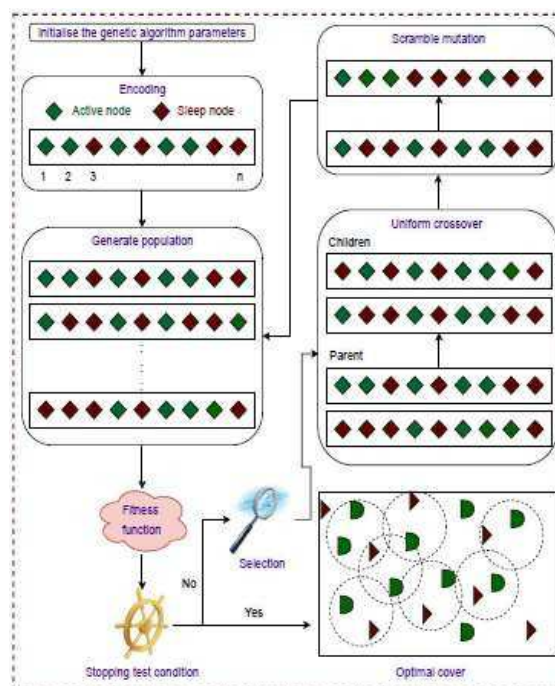 Initialise the genetic algorithm parameters
Encoding
Active node
Sleep node
1 2 3 n
Generate population
Fitness
function
Stopping test condition
No
Yes
Selection
Scramble mutation
Uniform crossover
Children
Parent
Optimal cover